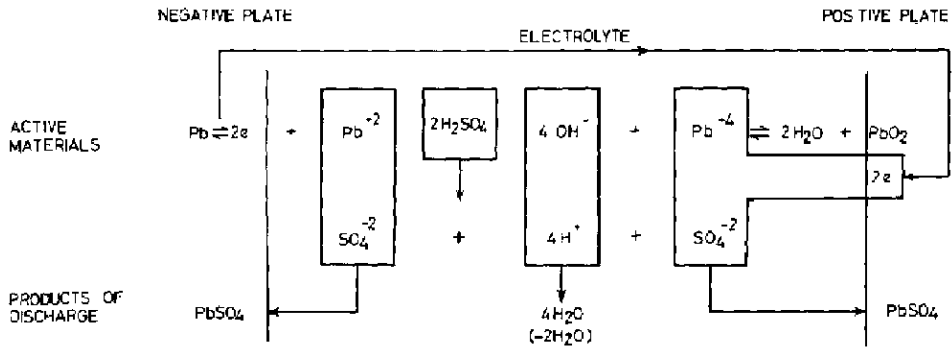 NEGATIVE PLATE
POSITIVE PLATE
ELECTROLYTE
ACTIVE MATERIALS
Pb ⇌ 2e + Pb⁺² 2H₂SO₄ 4 OH⁻ + Pb⁻⁴ ⇌ 2H₂O + PbO₂
2e
SO₄⁻² + 4H⁺ + SO₄⁻²
PRODUCTS OF DISCHARGE
PbSO₄ 4H₂O PbSO₄
(−2H₂O)